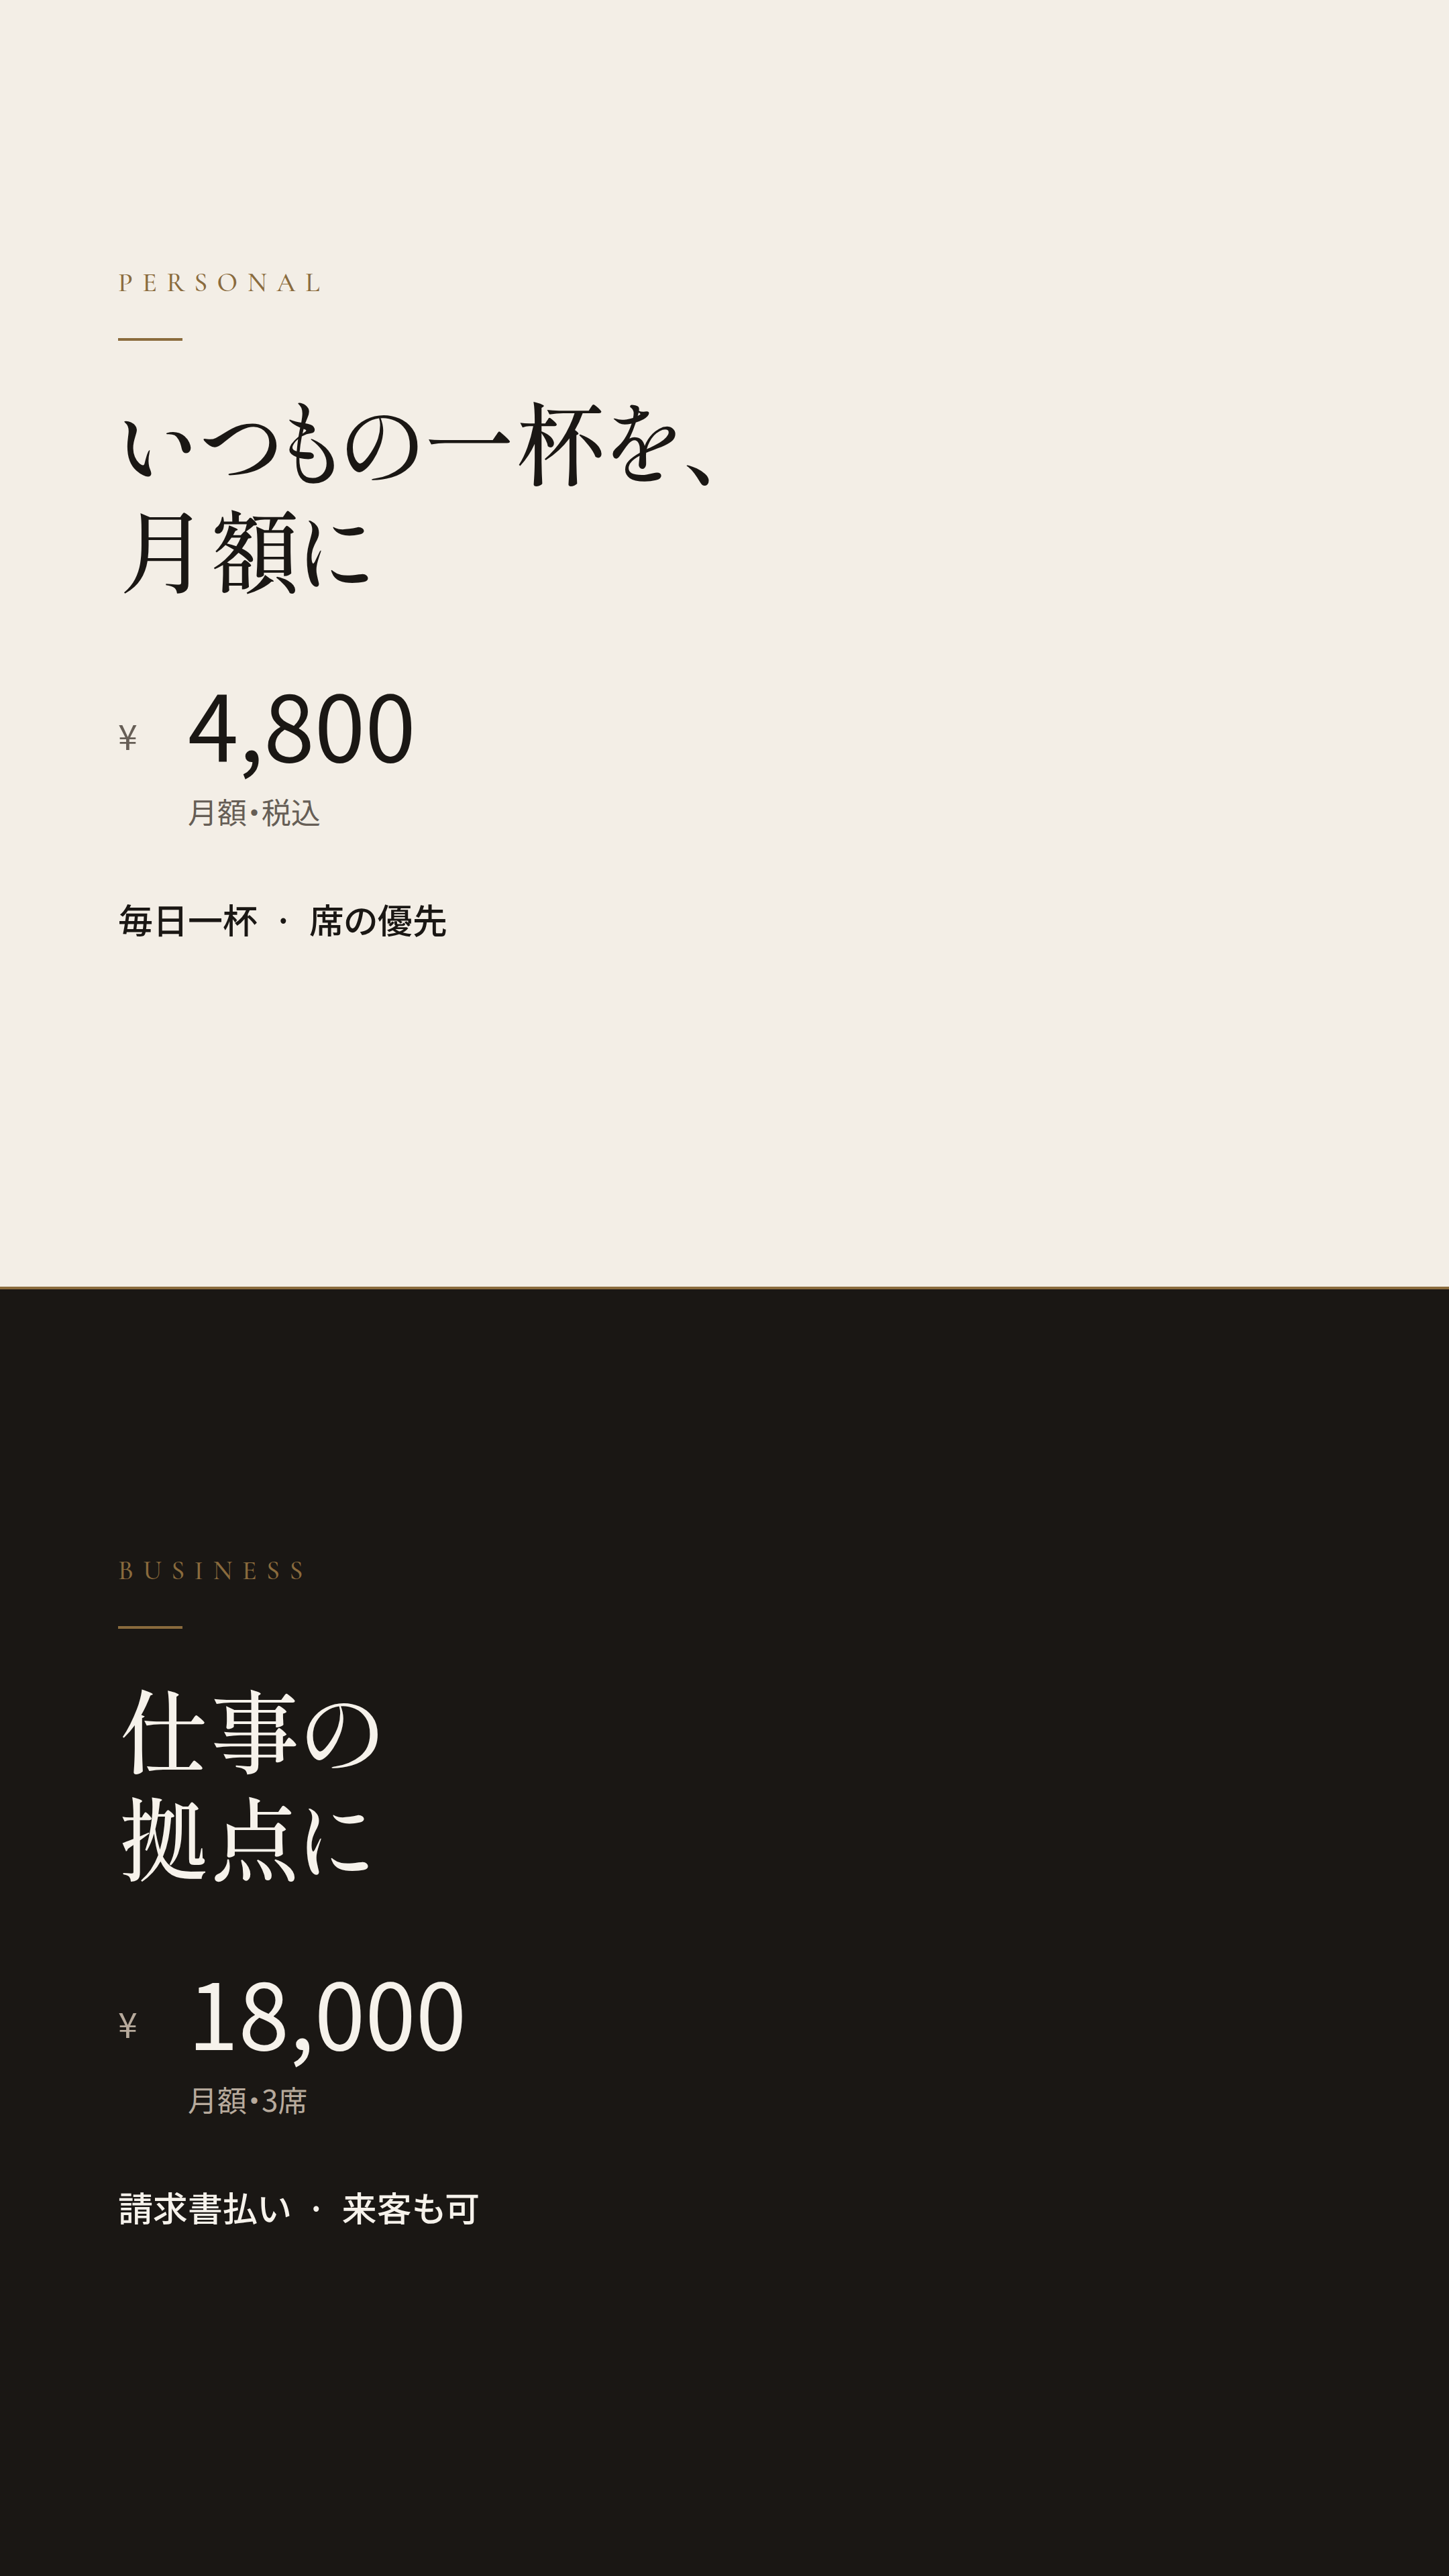 PERSONAL
いつもの一杯を、
月額に
¥ 4,800
月額・税込
毎日一杯 · 席の優先
BUSINESS
仕事の
拠点に
¥ 18,000
月額・3席
請求書払い · 来客も可